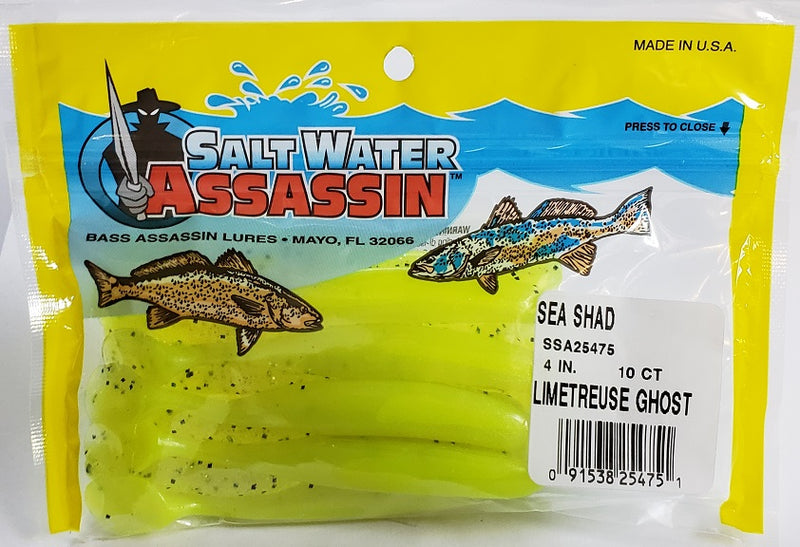 MADE IN U.S.A.
PRESS TO CLOSE
SALT WATER
ASSASSIN™
BASS ASSASSIN LURES • MAYO, FL 32066
SEA SHAD
SSA25475
4 IN. 10 CT
LIMETREUSE GHOST
0 91538 25475 1